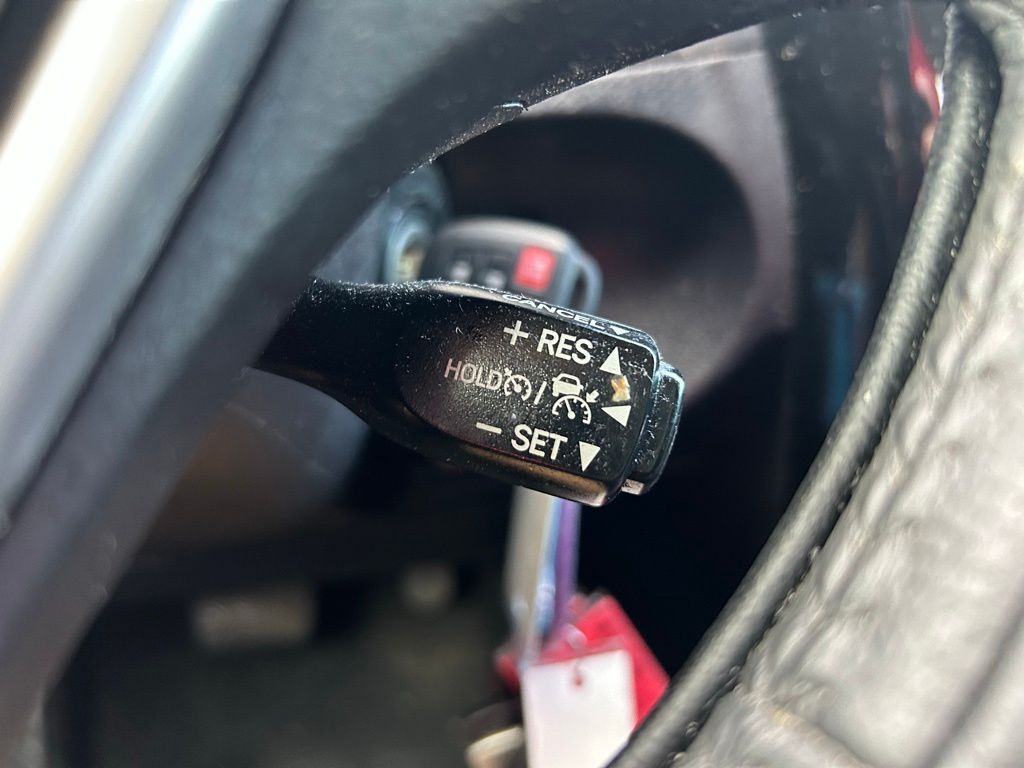 CANCEL
+ RES
HOLD /
− SET